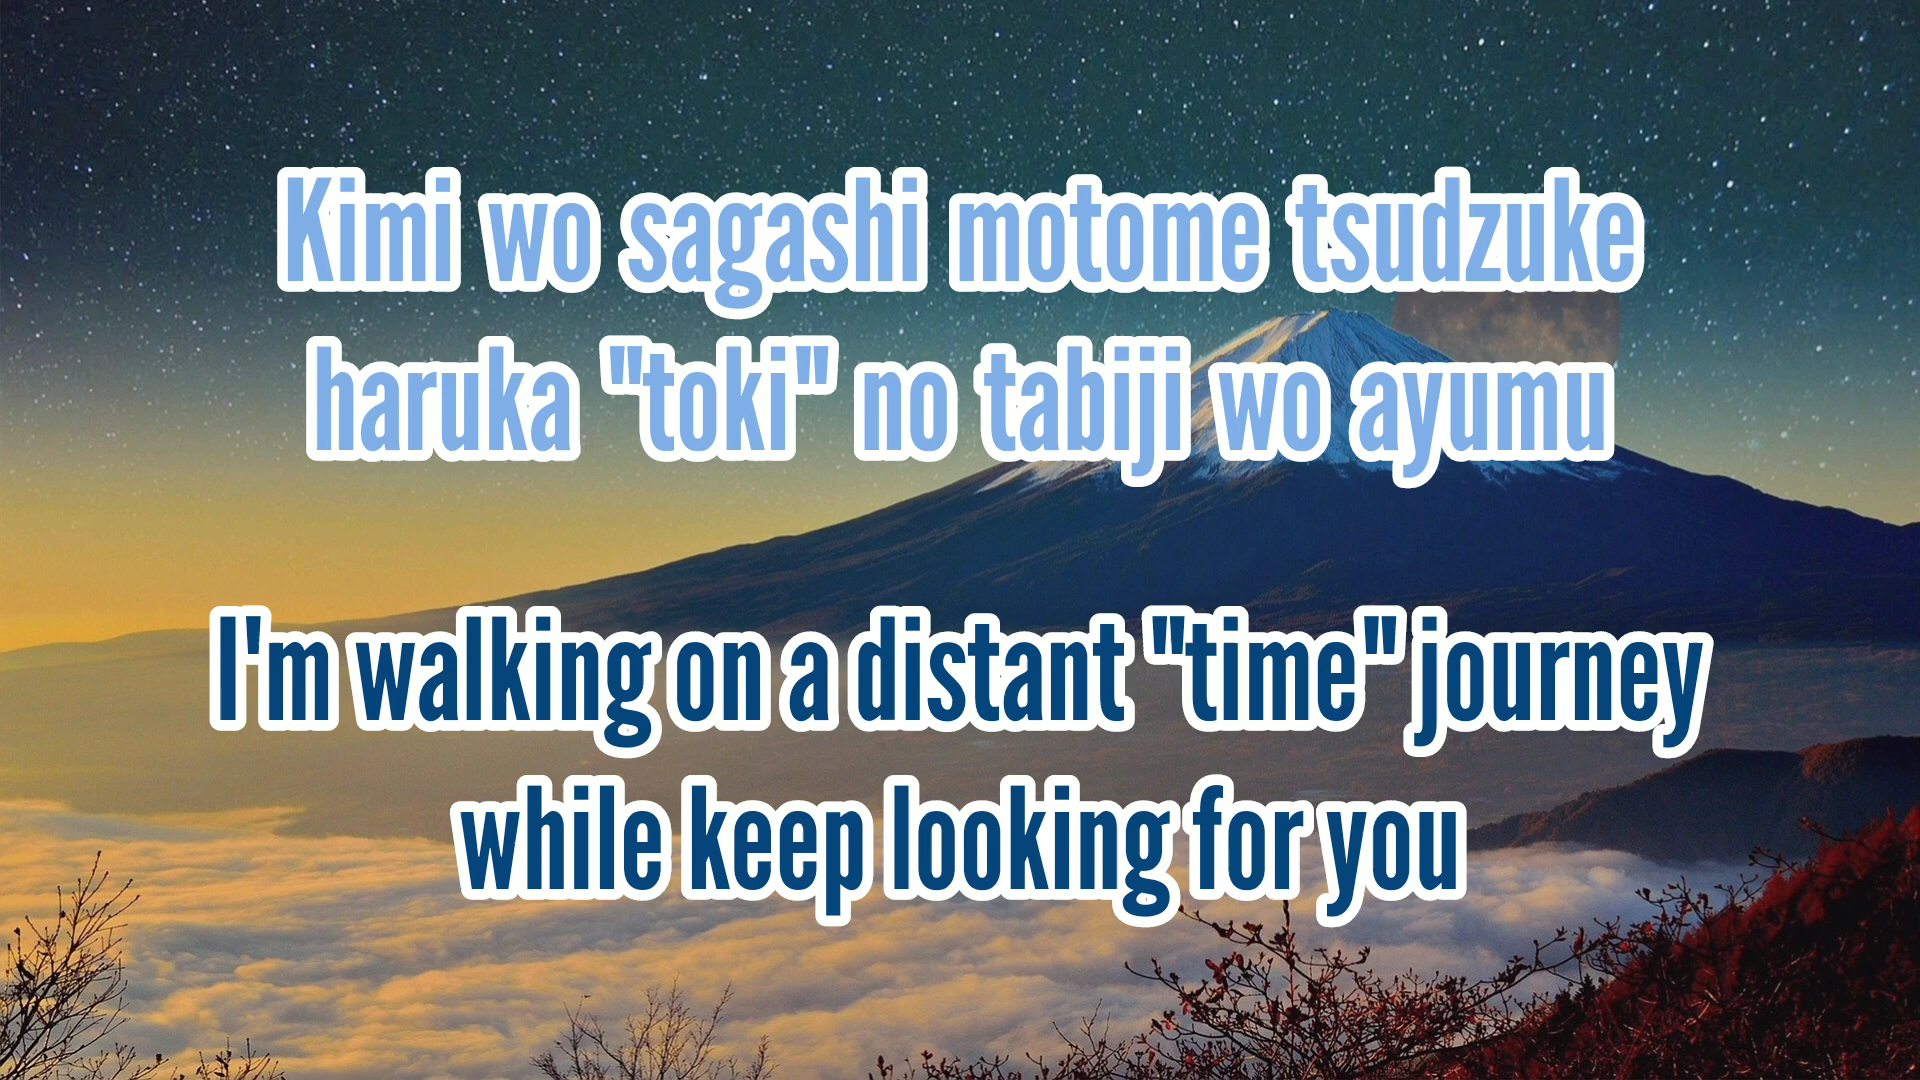 Kimi wo sagashi motome tsudzuke
haruka "toki" no tabiji wo ayumu
I'm walking on a distant "time" journey
while keep looking for you